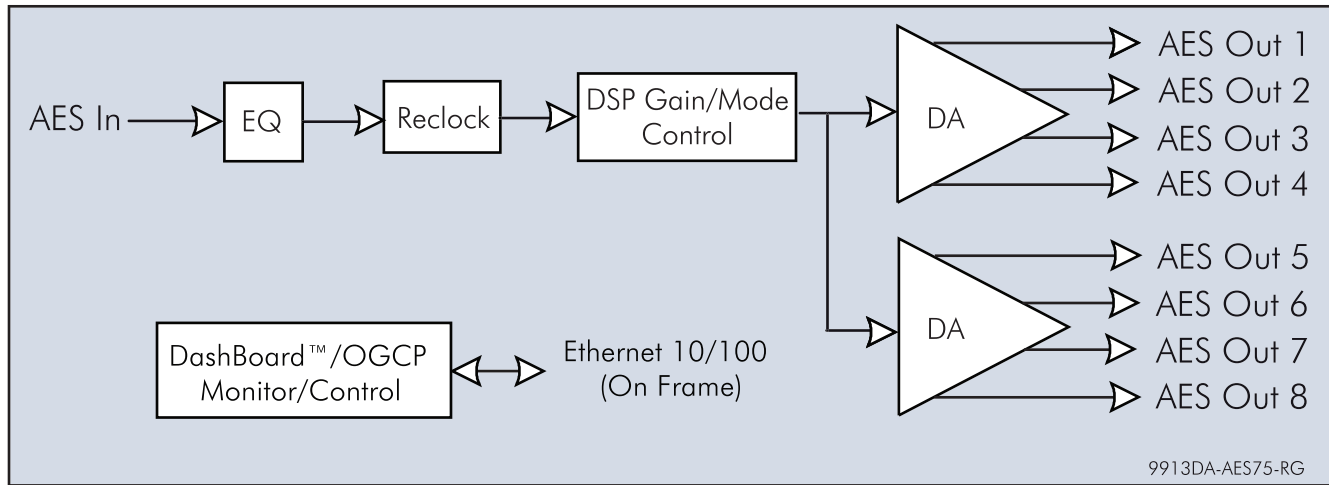 AES In
EQ
Reclock
DSP Gain/Mode
Control
DA
AES Out 1
AES Out 2
AES Out 3
AES Out 4
DA
AES Out 5
AES Out 6
AES Out 7
AES Out 8
DashBoard™/OGCP
Monitor/Control
Ethernet 10/100
(On Frame)
9913DA-AES75-RG